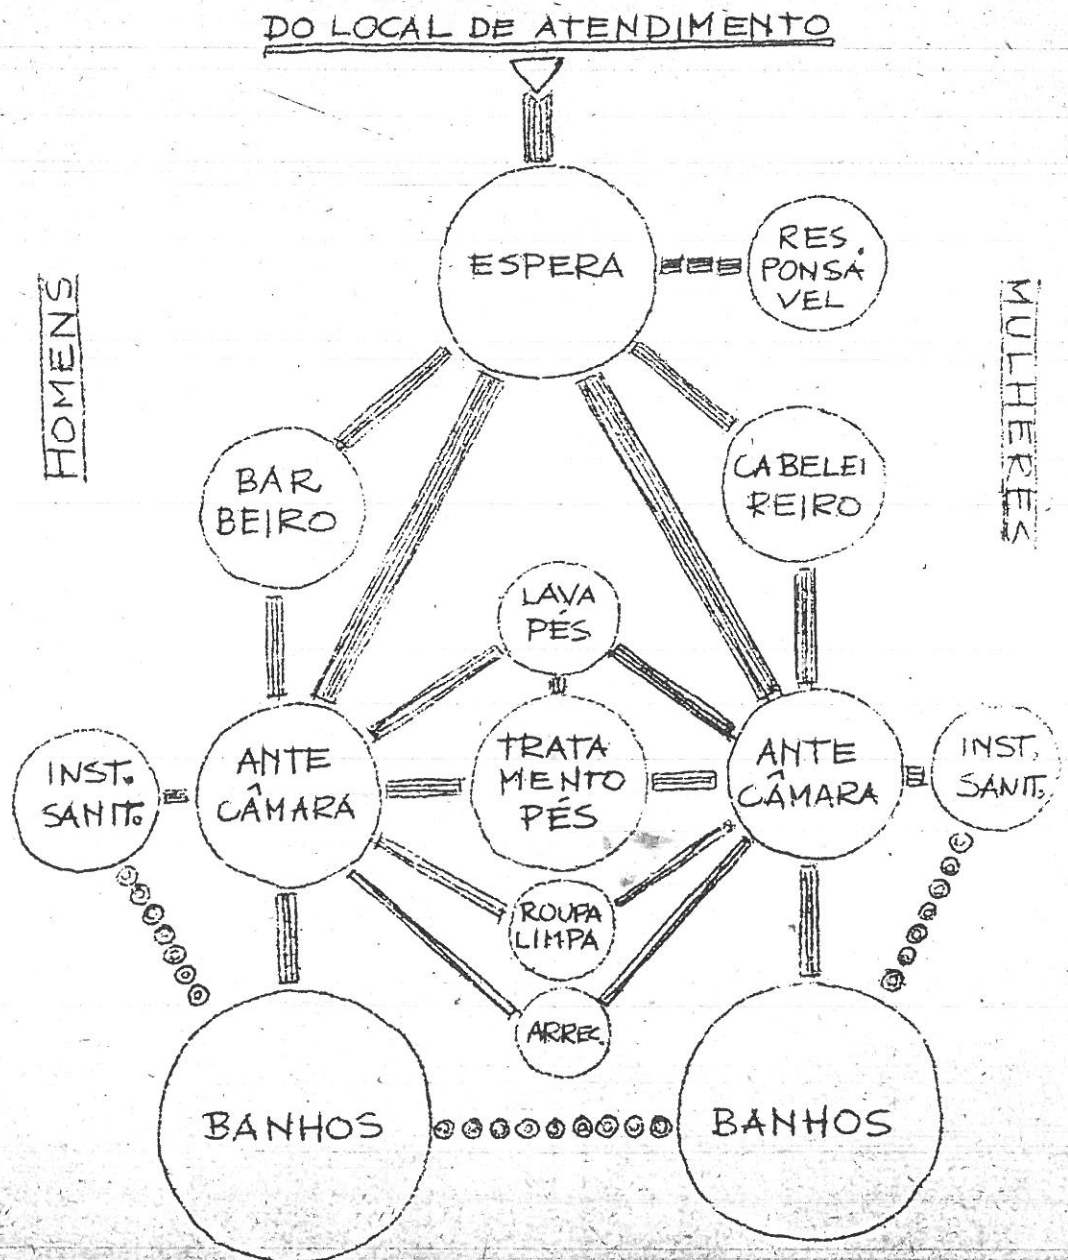 DO LOCAL DE ATENDIMENTO
ESPERA
RES.
PONSÁ
VEL
HOMENS
MULHERES
BAR
BEIRO
CABELEI
REIRO
LAVA
PÉS
INST.
SANIT.
ANTE
CÂMARA
TRATA
MENTO
PÉS
ANTE
CÂMARA
INST.
SANIT.
ROUPA
LIMPA
ARREC.
BANHOS
BANHOS